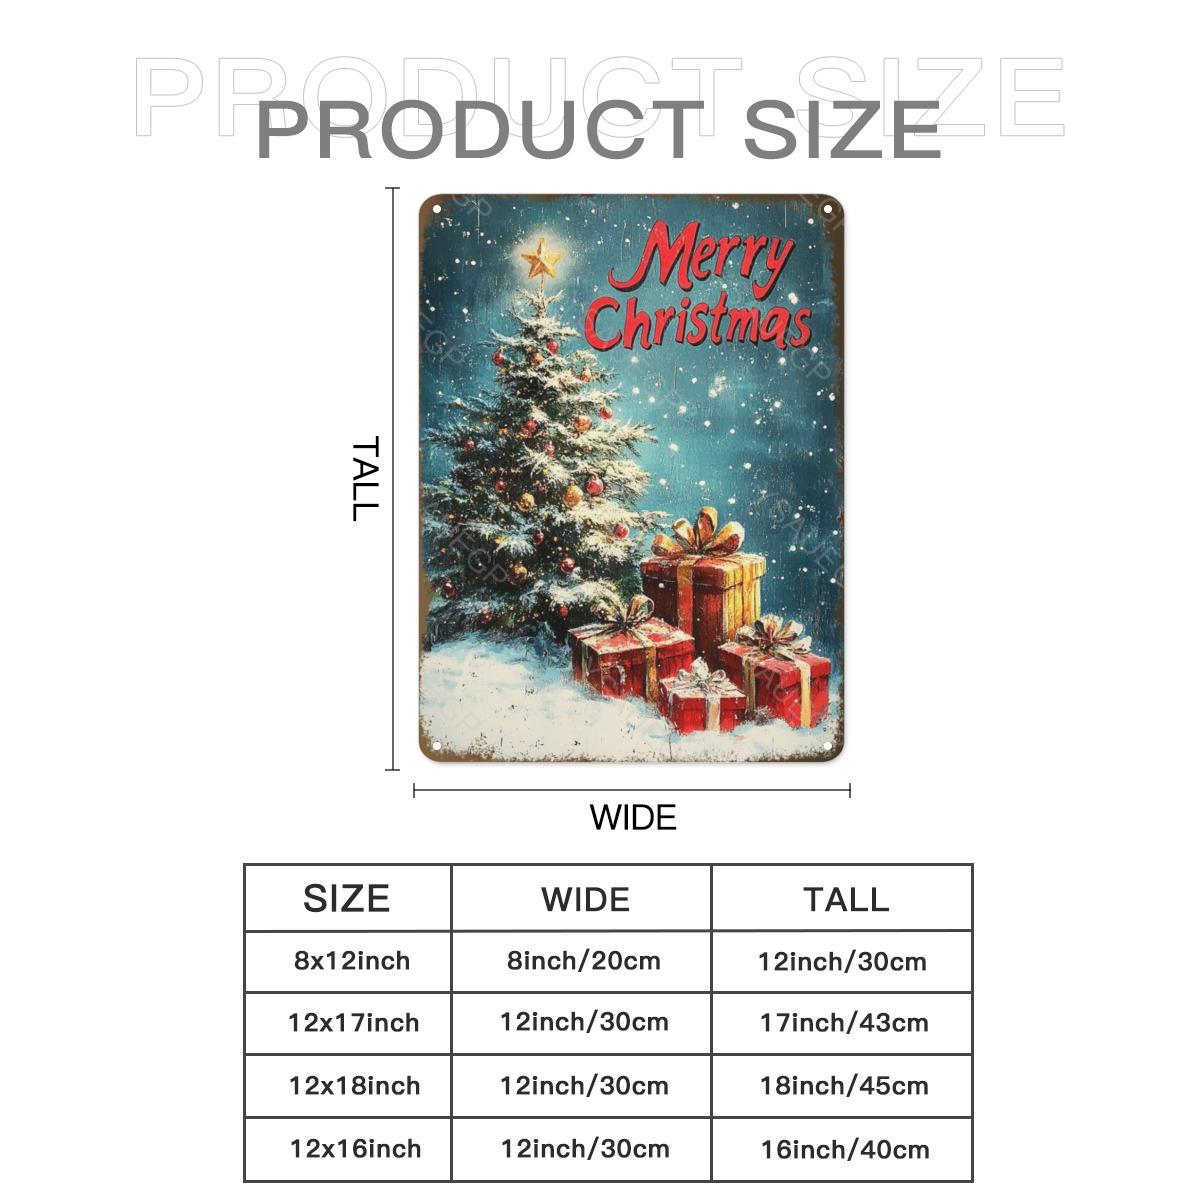 PRODUCT SIZE
PRODUCT SIZE
Merry
Christmas
TALL
WIDE
SIZE WIDE TALL
8x12inch 8inch/20cm 12inch/30cm
12x17inch 12inch/30cm 17inch/43cm
12x18inch 12inch/30cm 18inch/45cm
12x16inch 12inch/30cm 16inch/40cm